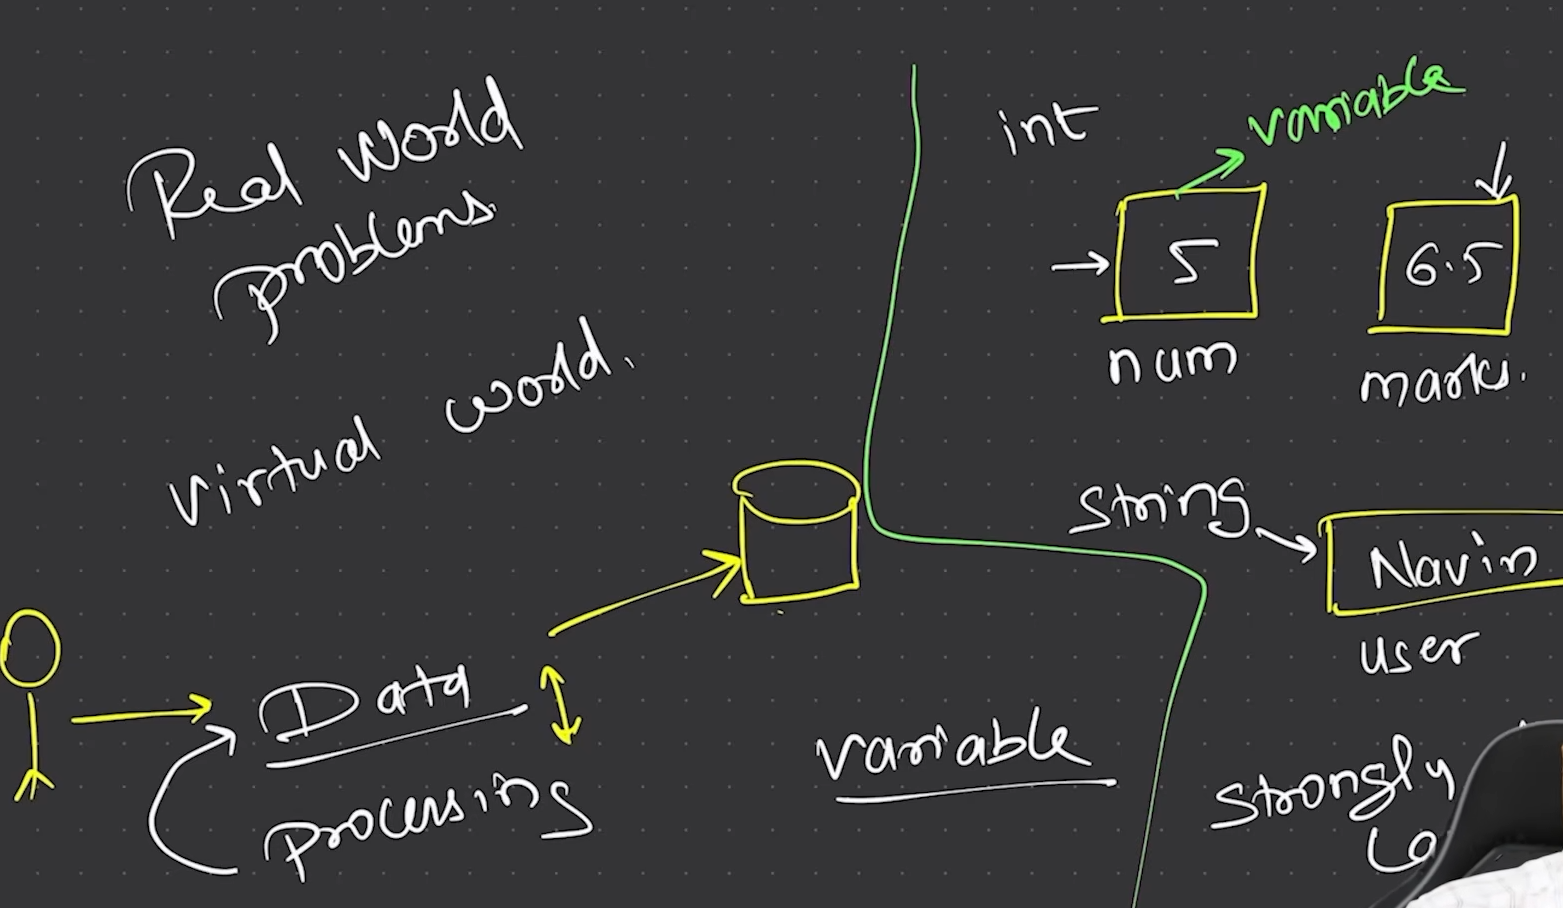 Real World
problems.
Virtual world.
Data
processing
variable
int
variable
5
6.5
num
marks.
String
Navin
user
Strongly